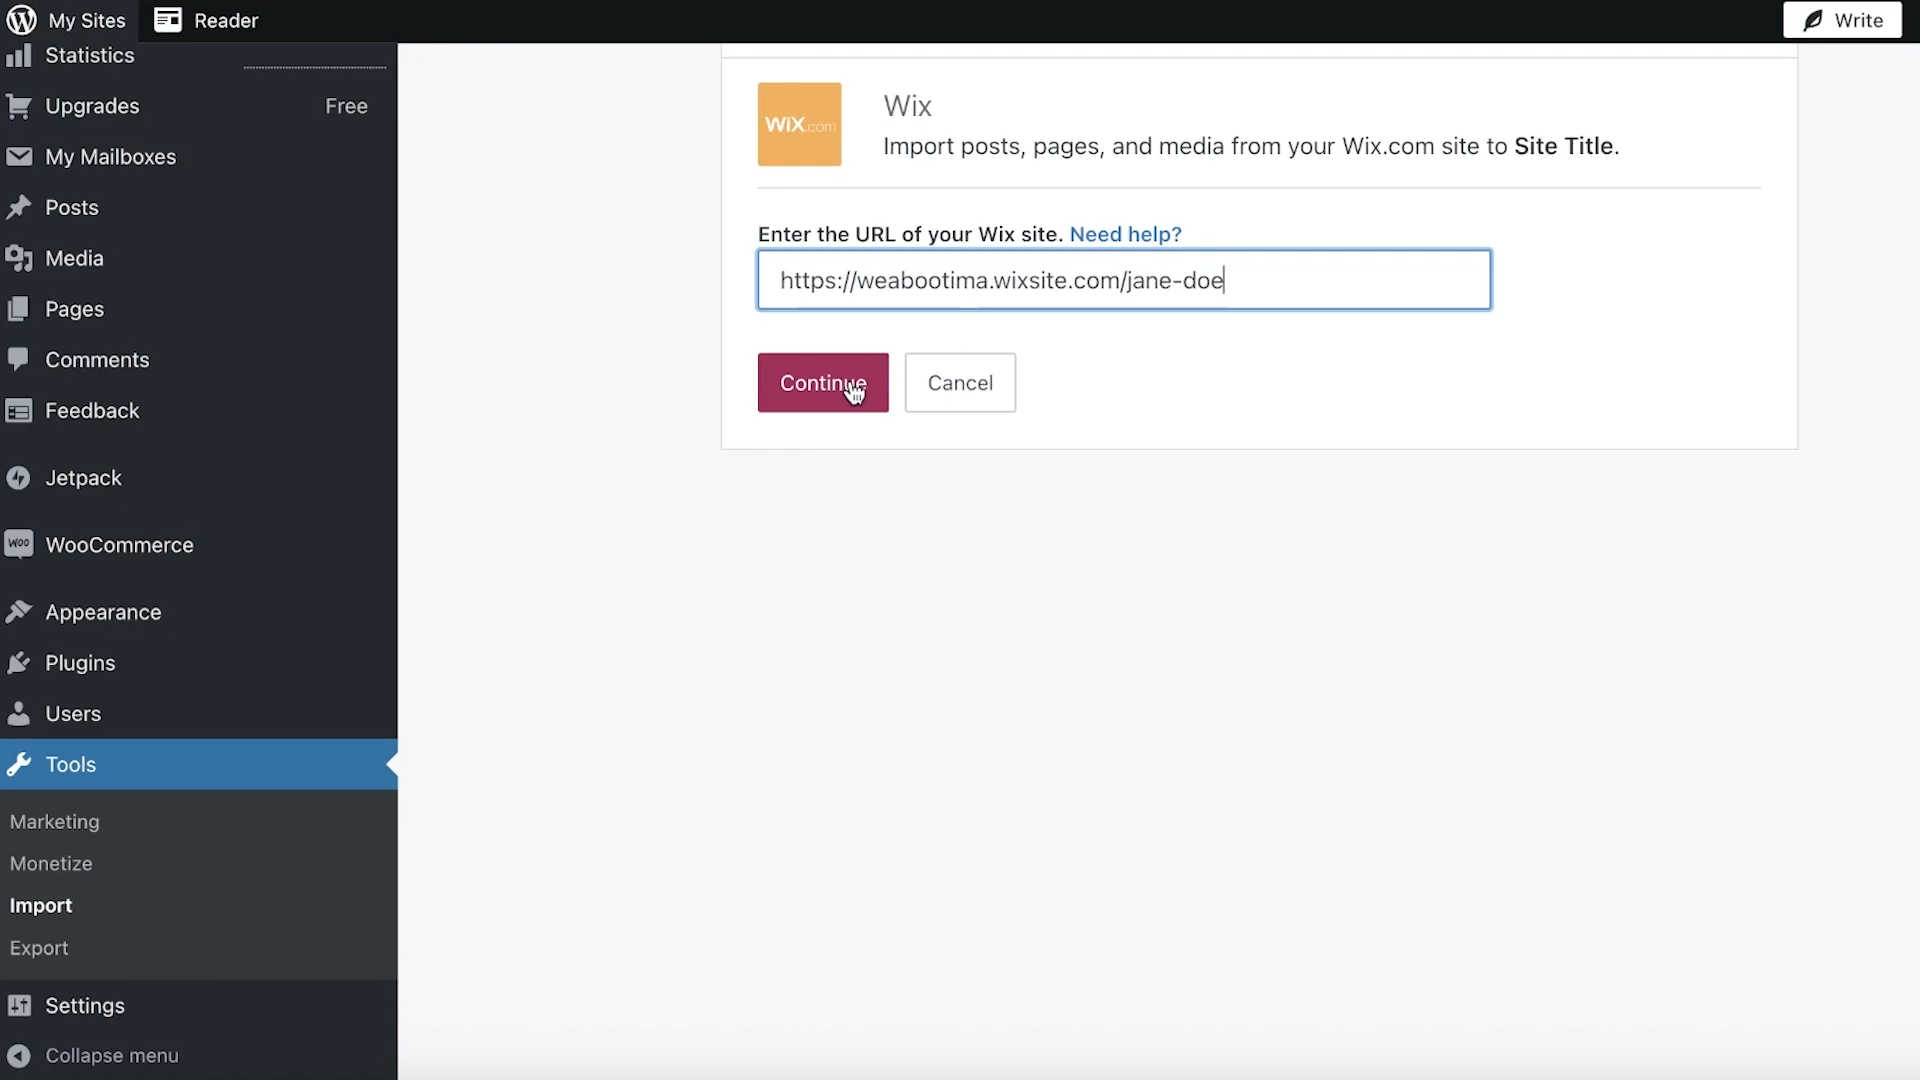 My Sites
Reader
Write
Statistics
Upgrades
Free
My Mailboxes
Posts
Media
Pages
Comments
Feedback
Jetpack
Woo
WooCommerce
Appearance
Plugins
Users
Tools
Marketing
Monetize
Import
Export
Settings
Collapse menu
WiX.com
Wix
Import posts, pages, and media from your Wix.com site to Site Title.
Enter the URL of your Wix site. Need help?
https://weabootima.wixsite.com/jane-doe
Continue
Cancel